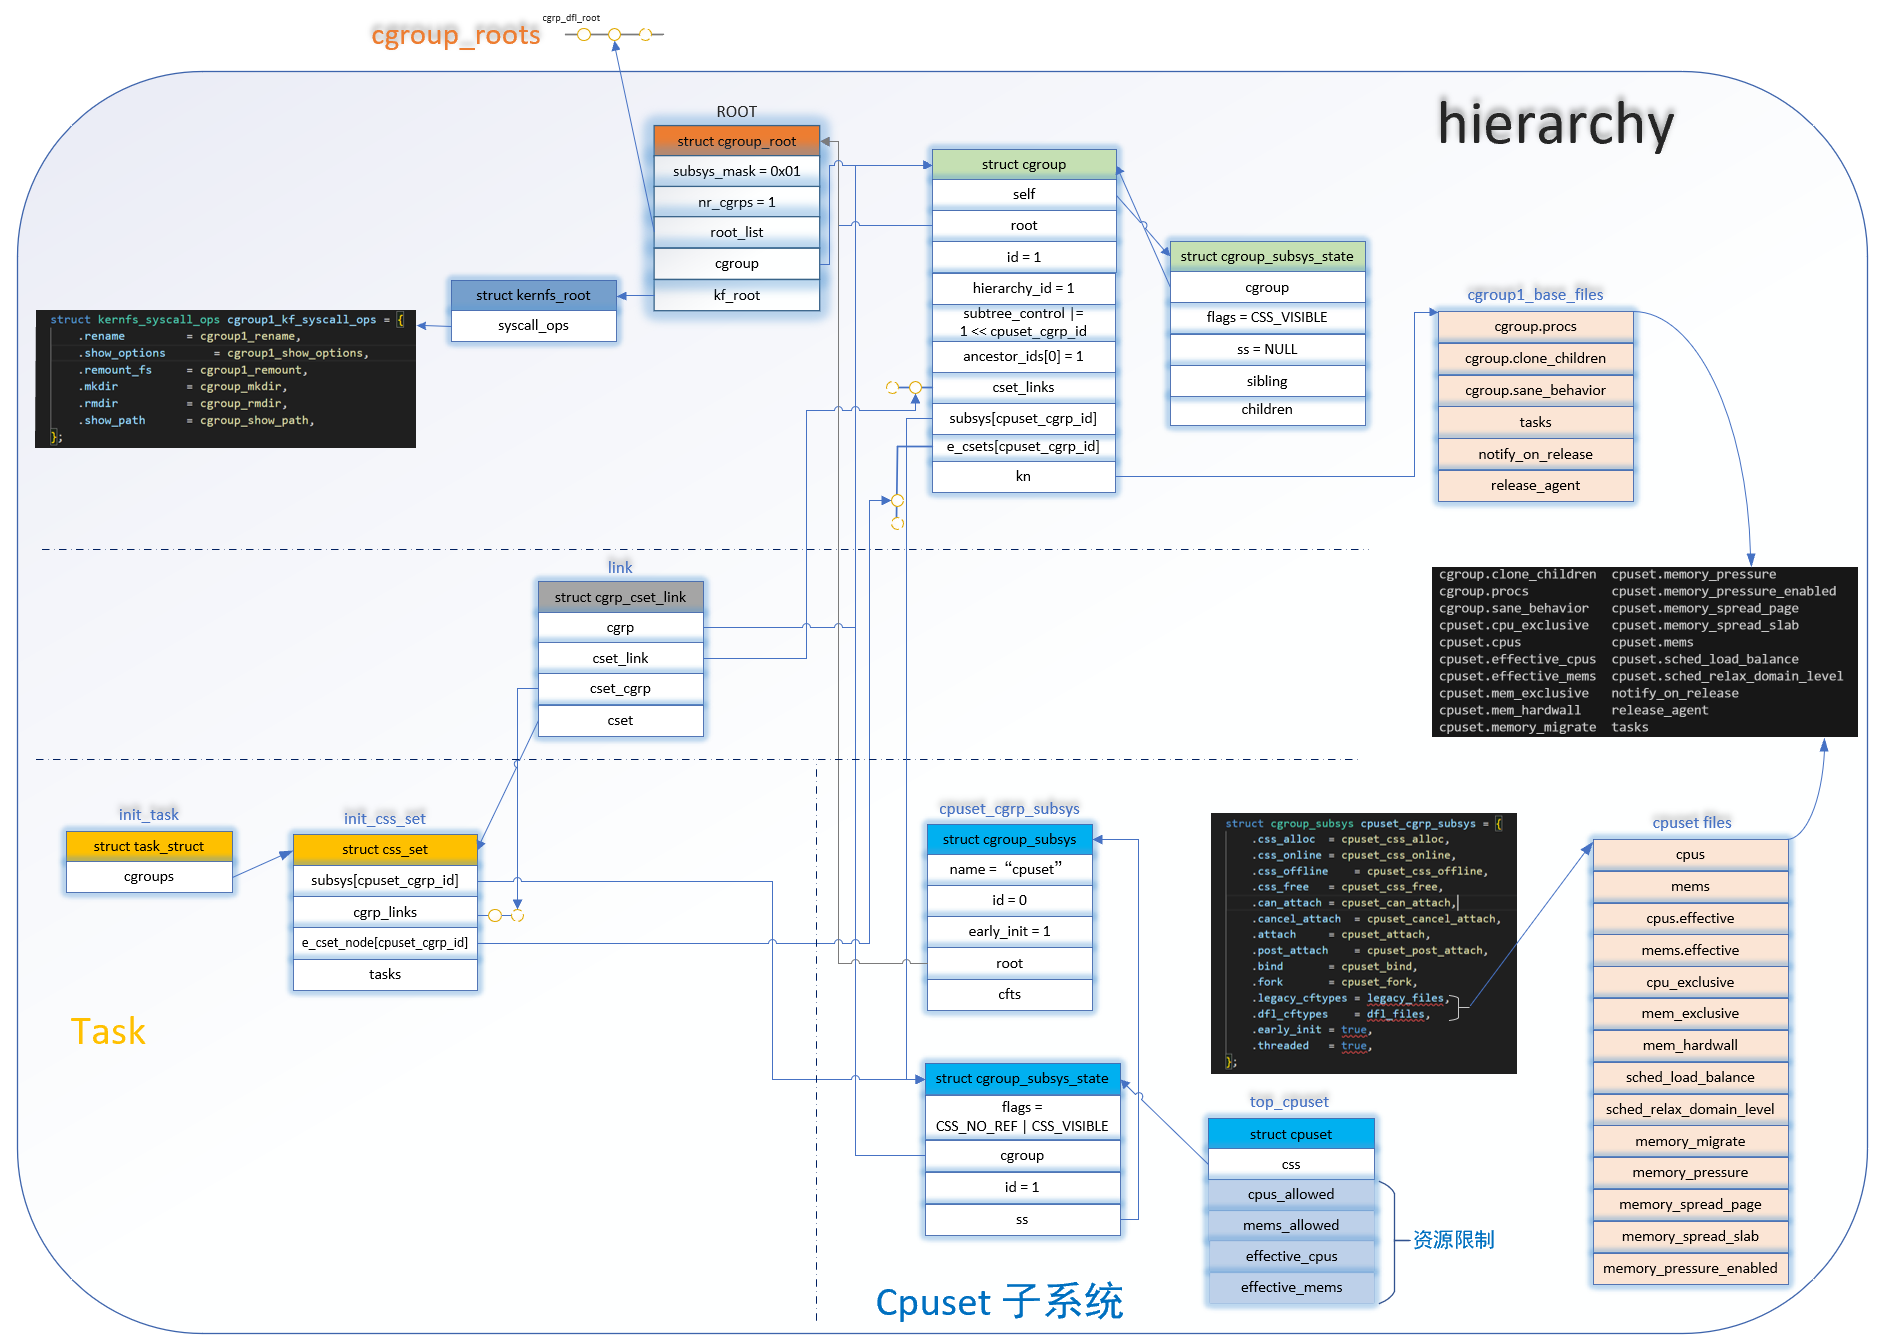 cgrp_dfl_root
cgroup_roots
hierarchy
ROOT
struct cgroup_root
subsys_mask = 0x01
nr_cgrps = 1
root_list
cgroup
kf_root
struct kernfs_root
syscall_ops
struct kernfs_syscall_ops cgroup1_kf_syscall_ops = {
.rename = cgroup1_rename,
.show_options = cgroup1_show_options,
.remount_fs = cgroup1_remount,
.mkdir = cgroup_mkdir,
.rmdir = cgroup_rmdir,
.show_path = cgroup_show_path,
};
struct cgroup
self
root
id = 1
hierarchy_id = 1
subtree_control |=
1 << cpuset_cgrp_id
ancestor_ids[0] = 1
cset_links
subsys[cpuset_cgrp_id]
e_csets[cpuset_cgrp_id]
kn
struct cgroup_subsys_state
cgroup
flags = CSS_VISIBLE
ss = NULL
sibling
children
cgroup1_base_files
cgroup.procs
cgroup.clone_children
cgroup.sane_behavior
tasks
notify_on_release
release_agent
cgroup.clone_children cpuset.memory_pressure
cgroup.procs cpuset.memory_pressure_enabled
cgroup.sane_behavior cpuset.memory_spread_page
cpuset.cpu_exclusive cpuset.memory_spread_slab
cpuset.cpus cpuset.mems
cpuset.effective_cpus cpuset.sched_load_balance
cpuset.effective_mems cpuset.sched_relax_domain_level
cpuset.mem_exclusive notify_on_release
cpuset.mem_hardwall release_agent
cpuset.memory_migrate tasks
link
struct cgrp_cset_link
cgrp
cset_link
cset_cgrp
cset
init_task
struct task_struct
cgroups
init_css_set
struct css_set
subsys[cpuset_cgrp_id]
cgrp_links
e_cset_node[cpuset_cgrp_id]
tasks
Task
cpuset_cgrp_subsys
struct cgroup_subsys
name = “cpuset”
id = 0
early_init = 1
root
cfts
struct cgroup_subsys cpuset_cgrp_subsys = {
.css_alloc = cpuset_css_alloc,
.css_online = cpuset_css_online,
.css_offline = cpuset_css_offline,
.css_free = cpuset_css_free,
.can_attach = cpuset_can_attach,
.cancel_attach = cpuset_cancel_attach,
.attach = cpuset_attach,
.post_attach = cpuset_post_attach,
.bind = cpuset_bind,
.fork = cpuset_fork,
.legacy_cftypes = legacy_files,
.dfl_cftypes = dfl_files,
.early_init = true,
.threaded = true,
};
cpuset files
cpus
mems
cpus.effective
mems.effective
cpu_exclusive
mem_exclusive
mem_hardwall
sched_load_balance
sched_relax_domain_level
memory_migrate
memory_pressure
memory_spread_page
memory_spread_slab
memory_pressure_enabled
struct cgroup_subsys_state
flags =
CSS_NO_REF | CSS_VISIBLE
cgroup
id = 1
ss
top_cpuset
struct cpuset
css
cpus_allowed
mems_allowed
effective_cpus
effective_mems
资源限制
Cpuset 子系统